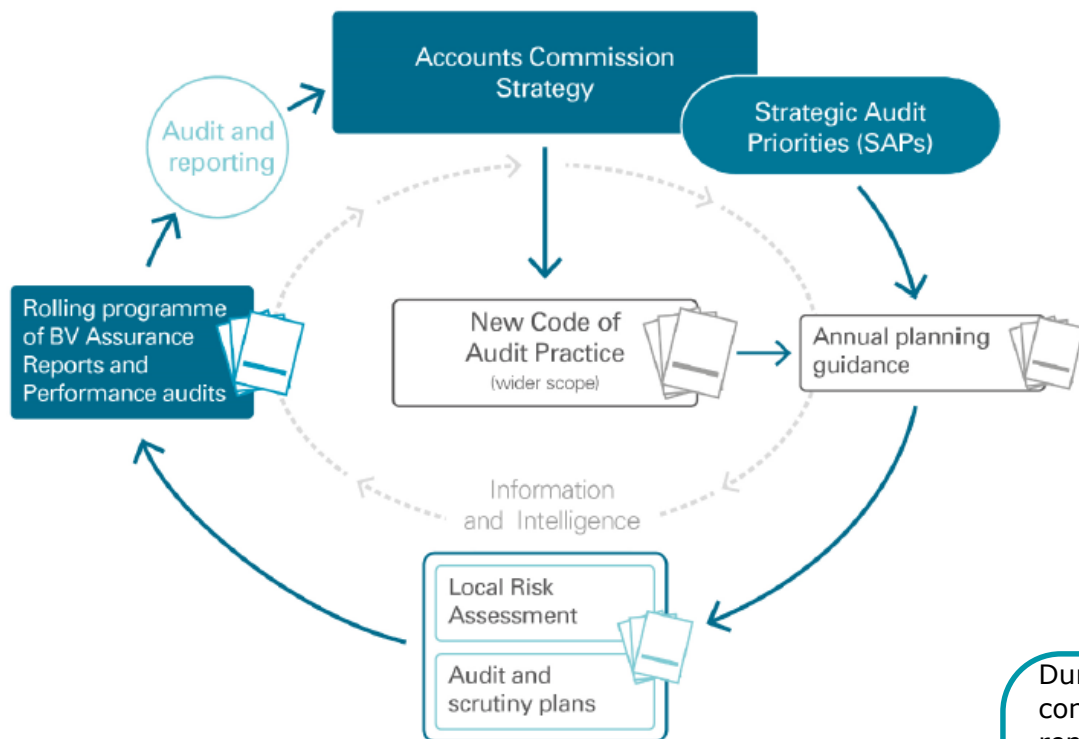 Accounts Commission
Strategy
Strategic Audit
Priorities (SAPs)
Audit and
reporting
Rolling programme
of BV Assurance
Reports and
Performance audits
New Code of
Audit Practice
(wider scope)
Annual planning
guidance
Information
and Intelligence
Local Risk
Assessment
Audit and
scrutiny plans